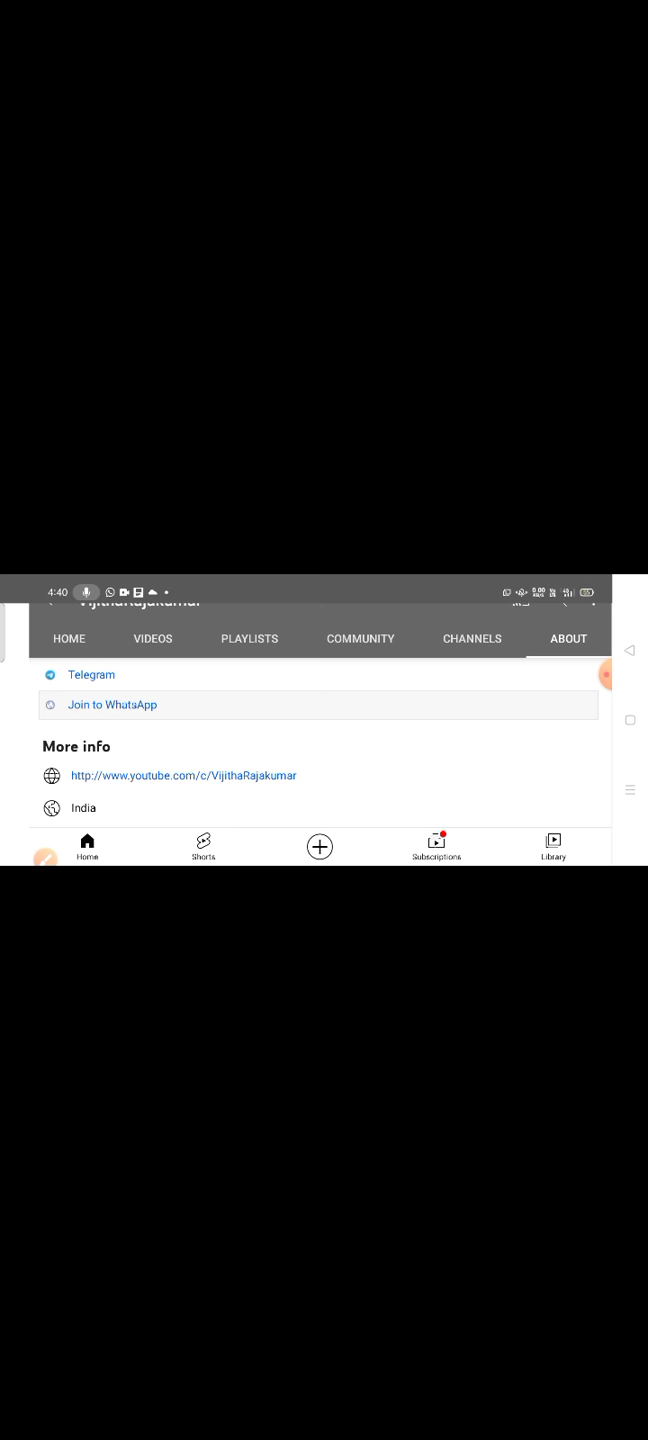 4:40
VijithaRajakumar
HOME VIDEOS PLAYLISTS COMMUNITY CHANNELS ABOUT
Telegram
Join to WhatsApp
More info
http://www.youtube.com/c/VijithaRajakumar
India
Home Shorts Subscriptions Library